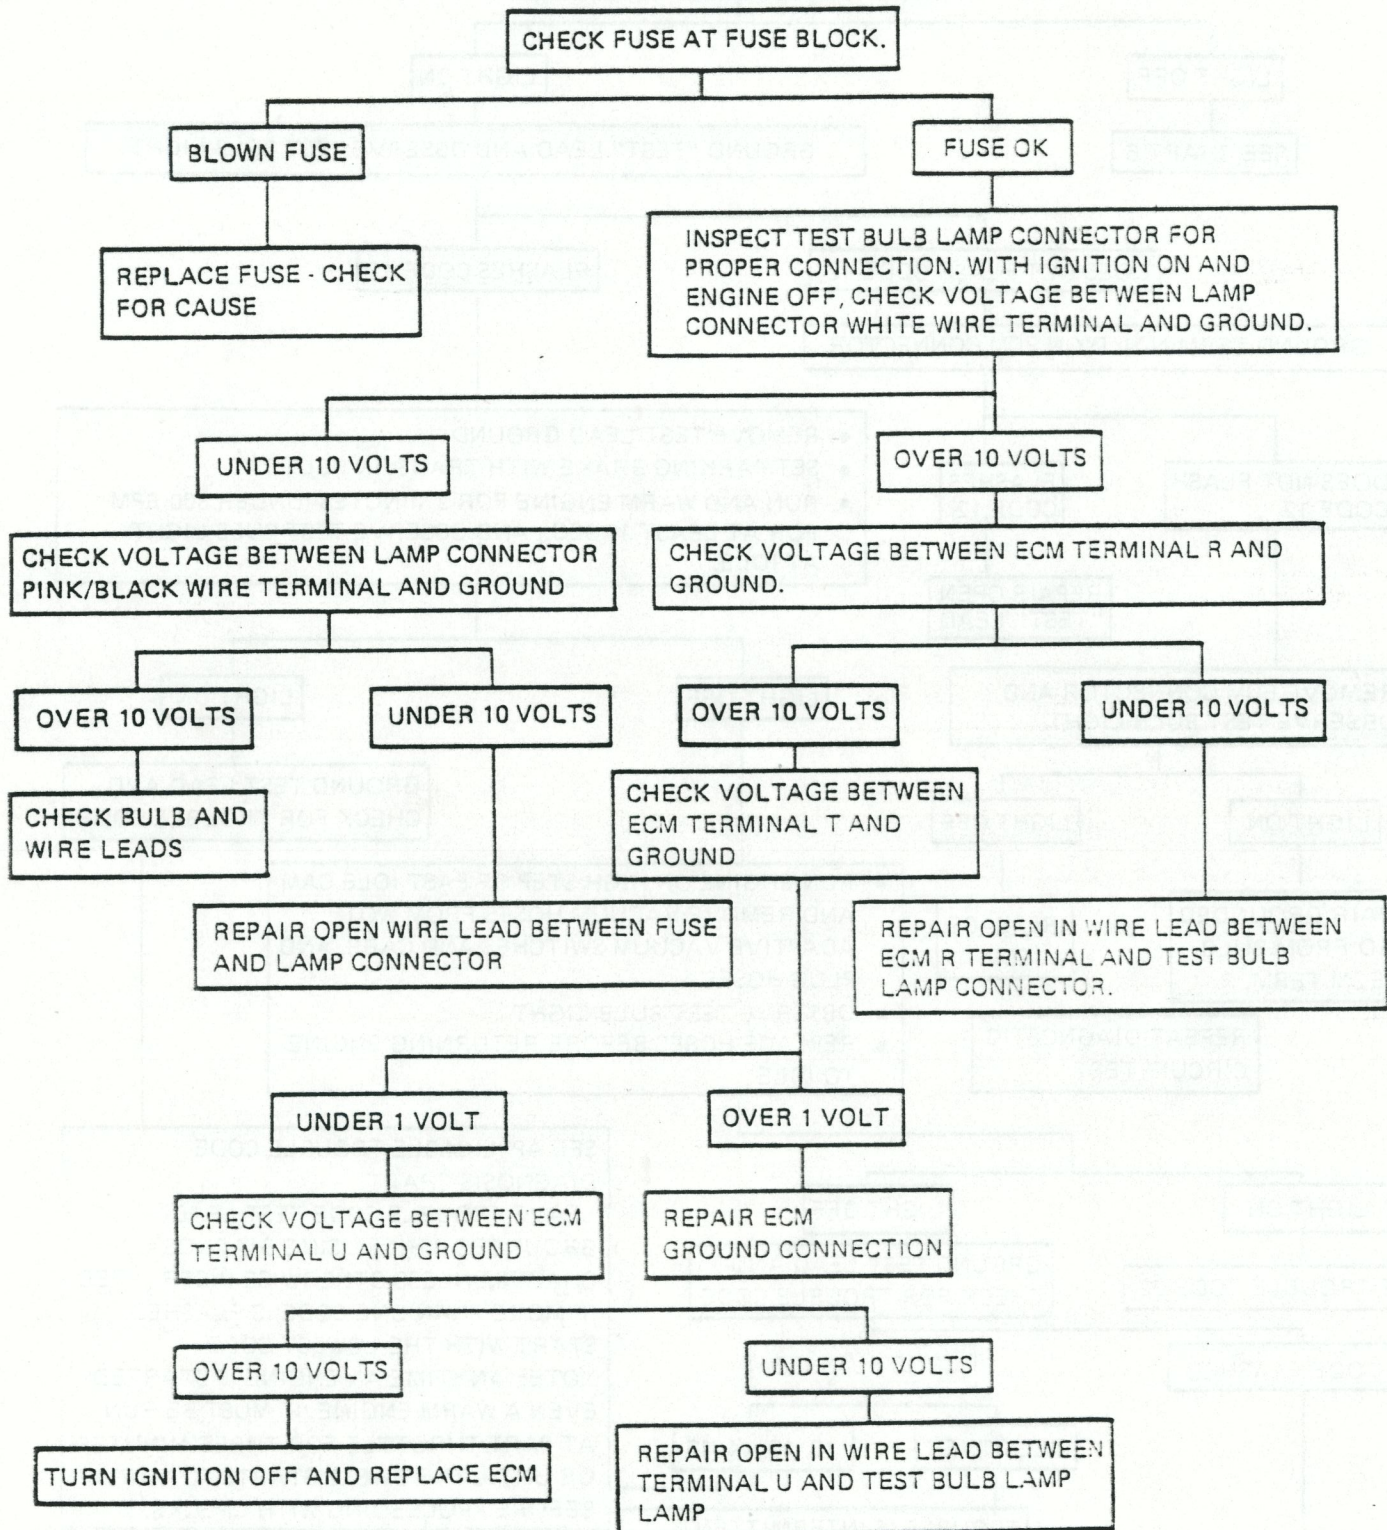 CHECK FUSE AT FUSE BLOCK.
BLOWN FUSE
FUSE OK
REPLACE FUSE - CHECK
FOR CAUSE
INSPECT TEST BULB LAMP CONNECTOR FOR
PROPER CONNECTION. WITH IGNITION ON AND
ENGINE OFF, CHECK VOLTAGE BETWEEN LAMP
CONNECTOR WHITE WIRE TERMINAL AND GROUND.
UNDER 10 VOLTS
OVER 10 VOLTS
CHECK VOLTAGE BETWEEN LAMP CONNECTOR
PINK/BLACK WIRE TERMINAL AND GROUND
CHECK VOLTAGE BETWEEN ECM TERMINAL R AND
GROUND.
OVER 10 VOLTS
UNDER 10 VOLTS
OVER 10 VOLTS
UNDER 10 VOLTS
CHECK BULB AND
WIRE LEADS
CHECK VOLTAGE BETWEEN
ECM TERMINAL T AND
GROUND
REPAIR OPEN WIRE LEAD BETWEEN FUSE
AND LAMP CONNECTOR
REPAIR OPEN IN WIRE LEAD BETWEEN
ECM R TERMINAL AND TEST BULB
LAMP CONNECTOR.
UNDER 1 VOLT
OVER 1 VOLT
CHECK VOLTAGE BETWEEN ECM
TERMINAL U AND GROUND
REPAIR ECM
GROUND CONNECTION
OVER 10 VOLTS
UNDER 10 VOLTS
TURN IGNITION OFF AND REPLACE ECM
REPAIR OPEN IN WIRE LEAD BETWEEN
TERMINAL U AND TEST BULB LAMP
LAMP